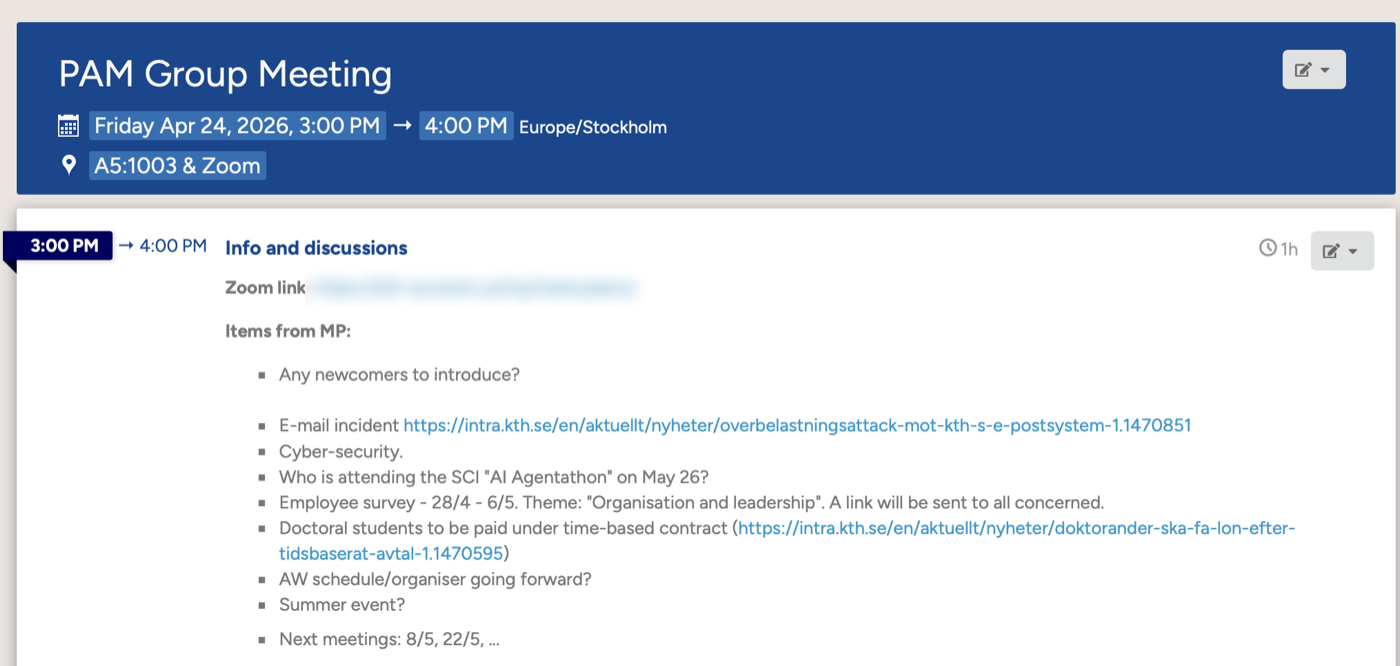 PAM Group Meeting
Friday Apr 24, 2026, 3:00 PM → 4:00 PM Europe/Stockholm
A5:1003 & Zoom
3:00 PM → 4:00 PM Info and discussions 1h
Zoom link
Items from MP:
▪ Any newcomers to introduce?
▪ E-mail incident https://intra.kth.se/en/aktuellt/nyheter/overbelastningsattack-mot-kth-s-e-postsystem-1.1470851
▪ Cyber-security.
▪ Who is attending the SCI "AI Agentathon" on May 26?
▪ Employee survey - 28/4 - 6/5. Theme: "Organisation and leadership". A link will be sent to all concerned.
▪ Doctoral students to be paid under time-based contract (https://intra.kth.se/en/aktuellt/nyheter/doktorander-ska-fa-lon-efter-
tidsbaserat-avtal-1.1470595)
▪ AW schedule/organiser going forward?
▪ Summer event?
▪ Next meetings: 8/5, 22/5, ...